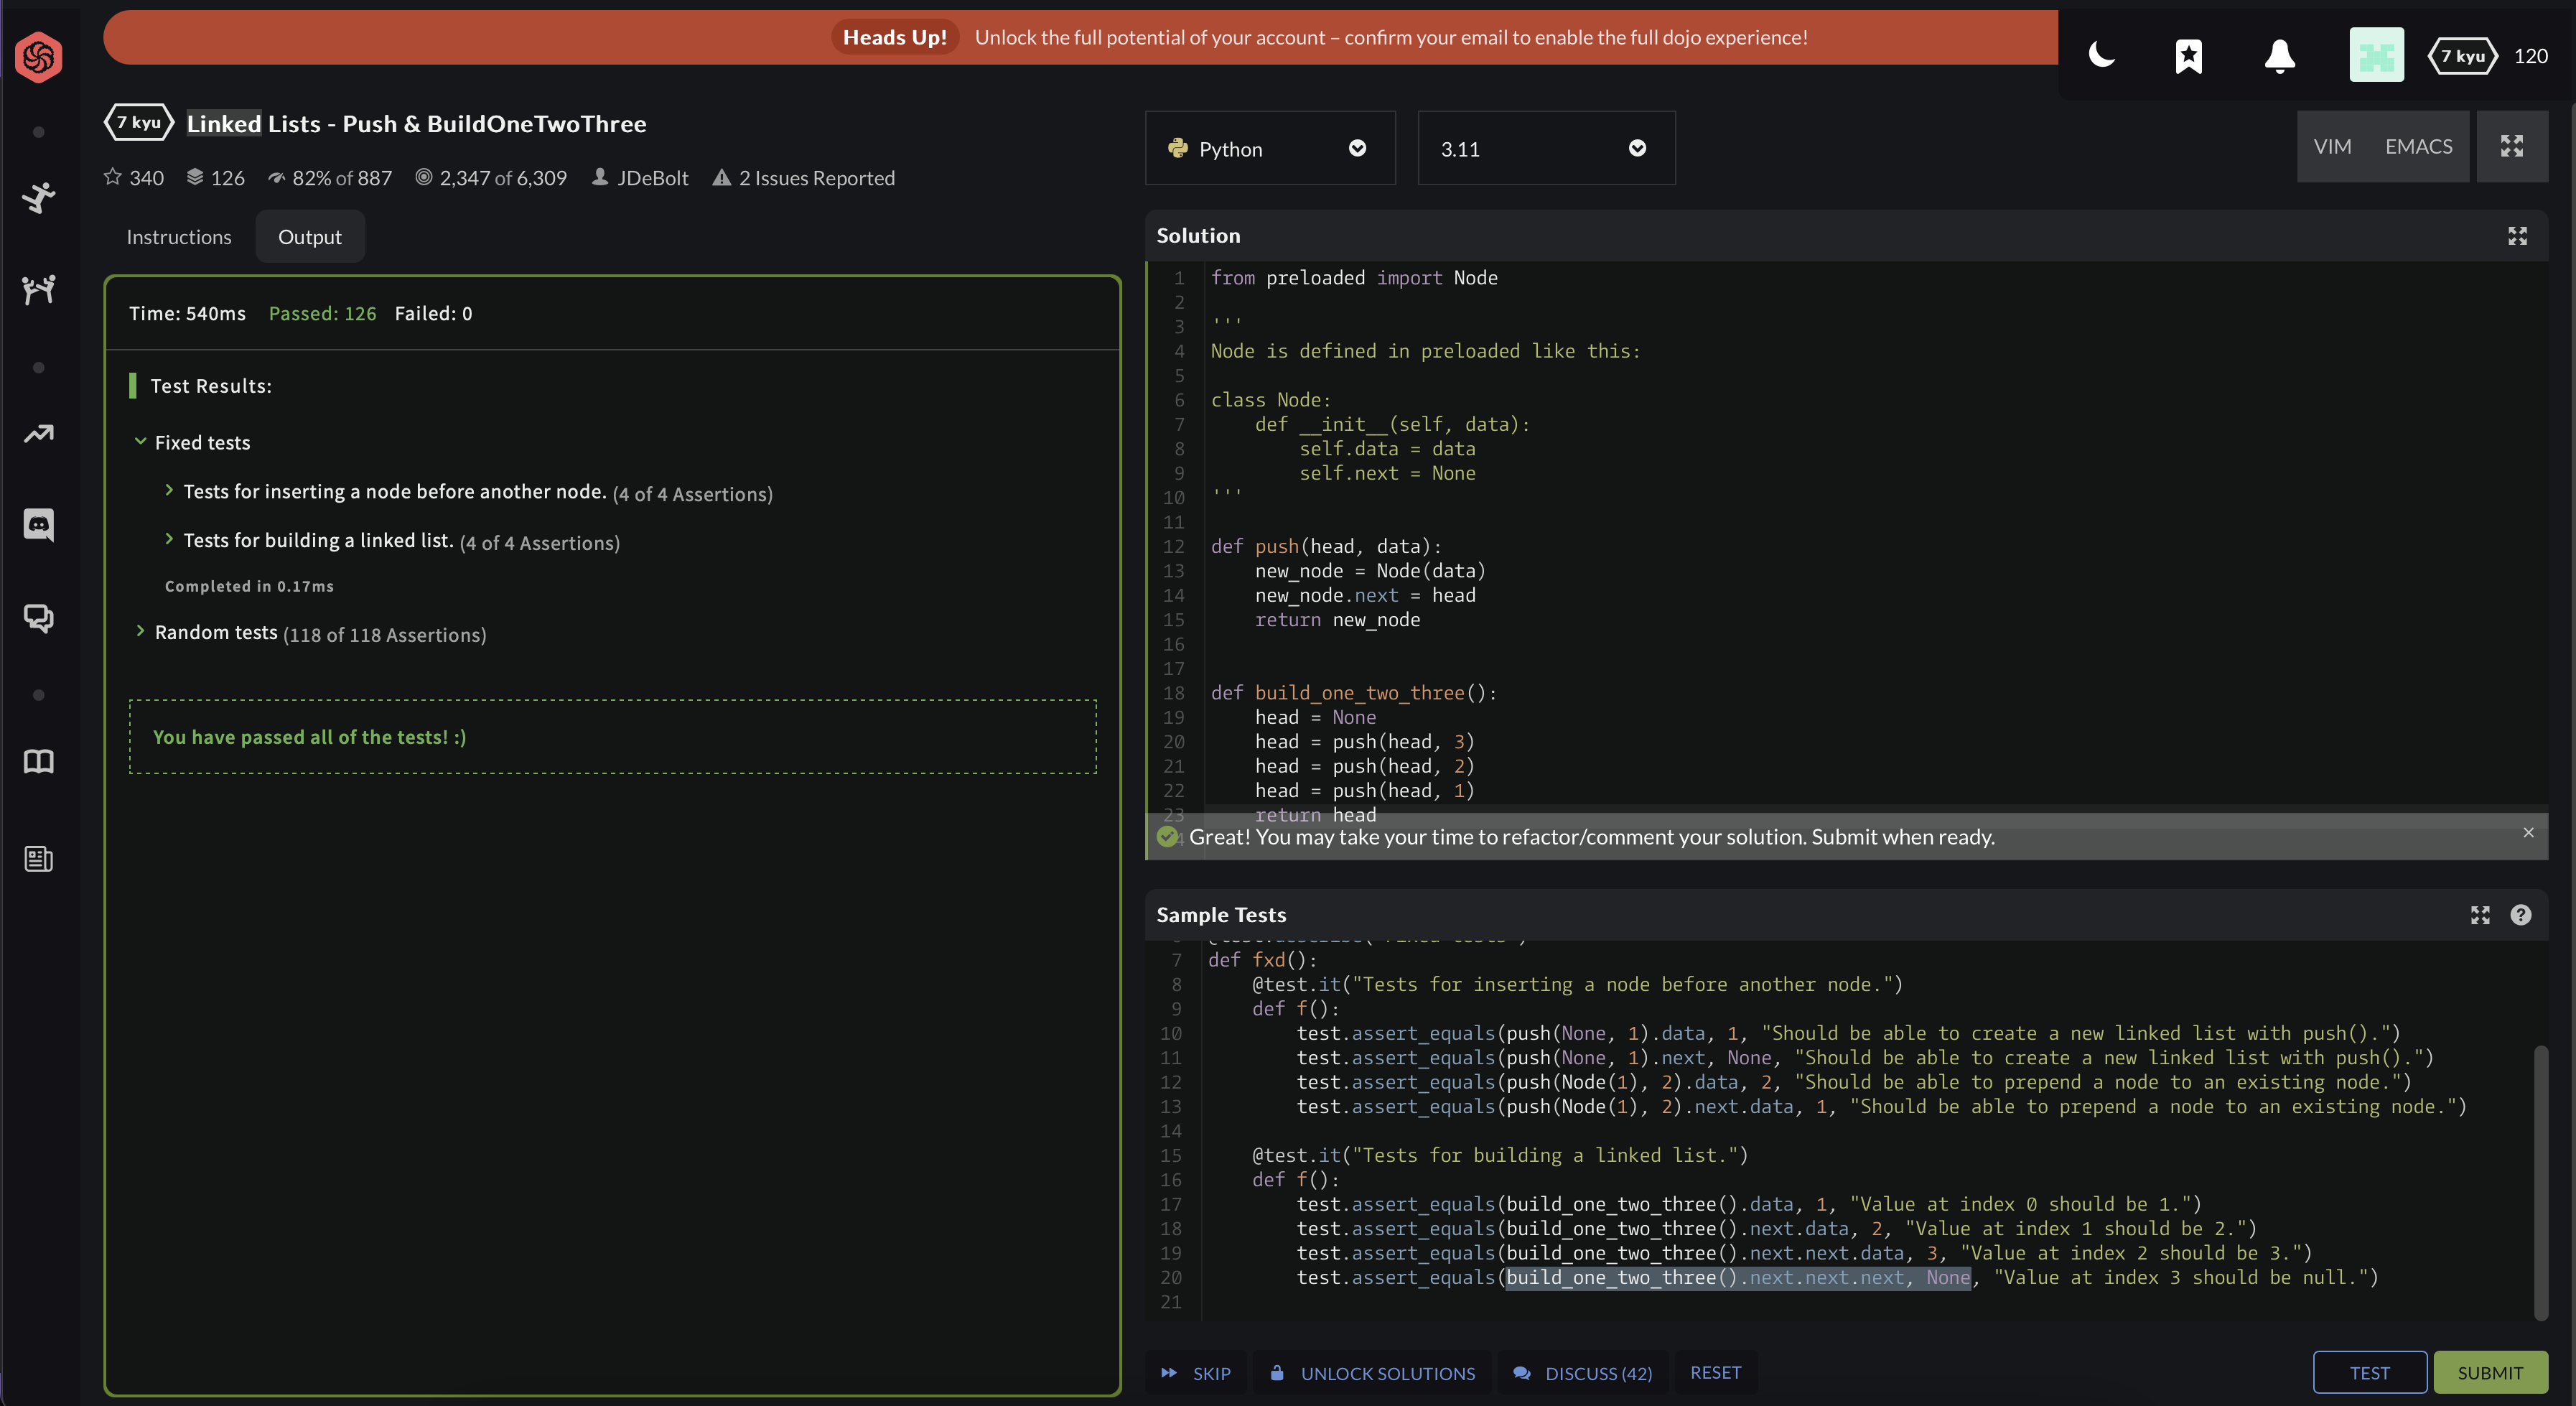 Heads Up! Unlock the full potential of your account – confirm your email to enable the full dojo experience!
7 kyu 120
7 kyu Linked Lists - Push & BuildOneTwoThree
340 126 82% of 887 2,347 of 6,309 JDeBolt 2 Issues Reported
Instructions Output
Time: 540ms Passed: 126 Failed: 0
Test Results:
Fixed tests
Tests for inserting a node before another node. (4 of 4 Assertions)
Tests for building a linked list. (4 of 4 Assertions)
Completed in 0.17ms
Random tests (118 of 118 Assertions)
You have passed all of the tests! :)
Python 3.11 VIM EMACS
Solution
1 from preloaded import Node
2
3 '''
4 Node is defined in preloaded like this:
5
6 class Node:
7     def __init__(self, data):
8         self.data = data
9         self.next = None
10 '''
11
12 def push(head, data):
13     new_node = Node(data)
14     new_node.next = head
15     return new_node
16
17
18 def build_one_two_three():
19     head = None
20     head = push(head, 3)
21     head = push(head, 2)
22     head = push(head, 1)
23     return head
Great! You may take your time to refactor/comment your solution. Submit when ready.
Sample Tests
7 def fxd():
8     @test.it("Tests for inserting a node before another node.")
9     def f():
10         test.assert_equals(push(None, 1).data, 1, "Should be able to create a new linked list with push().")
11         test.assert_equals(push(None, 1).next, None, "Should be able to create a new linked list with push().")
12         test.assert_equals(push(Node(1), 2).data, 2, "Should be able to prepend a node to an existing node.")
13         test.assert_equals(push(Node(1), 2).next.data, 1, "Should be able to prepend a node to an existing node.")
14
15     @test.it("Tests for building a linked list.")
16     def f():
17         test.assert_equals(build_one_two_three().data, 1, "Value at index 0 should be 1.")
18         test.assert_equals(build_one_two_three().next.data, 2, "Value at index 1 should be 2.")
19         test.assert_equals(build_one_two_three().next.next.data, 3, "Value at index 2 should be 3.")
20         test.assert_equals(build_one_two_three().next.next.next, None, "Value at index 3 should be null.")
21
SKIP UNLOCK SOLUTIONS DISCUSS (42) RESET TEST SUBMIT